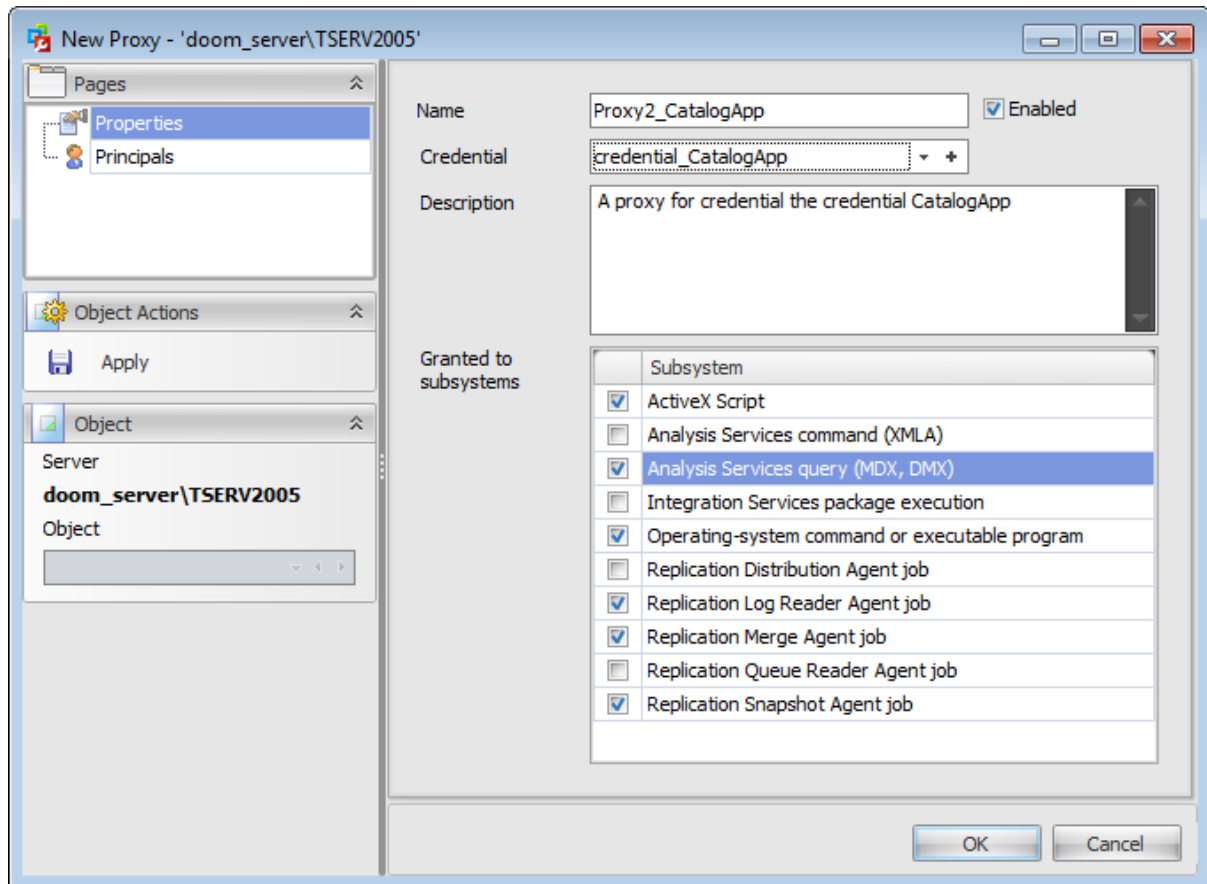 New Proxy - 'doom_server\TSERV2005'
Pages
Properties
Principals
Object Actions
Apply
Object
Server
doom_server\TSERV2005
Object
Name
Proxy2_CatalogApp
Enabled
Credential
credential_CatalogApp
Description
A proxy for credential the credential CatalogApp
Granted to
subsystems
Subsystem
ActiveX Script
Analysis Services command (XMLA)
Analysis Services query (MDX, DMX)
Integration Services package execution
Operating-system command or executable program
Replication Distribution Agent job
Replication Log Reader Agent job
Replication Merge Agent job
Replication Queue Reader Agent job
Replication Snapshot Agent job
OK
Cancel